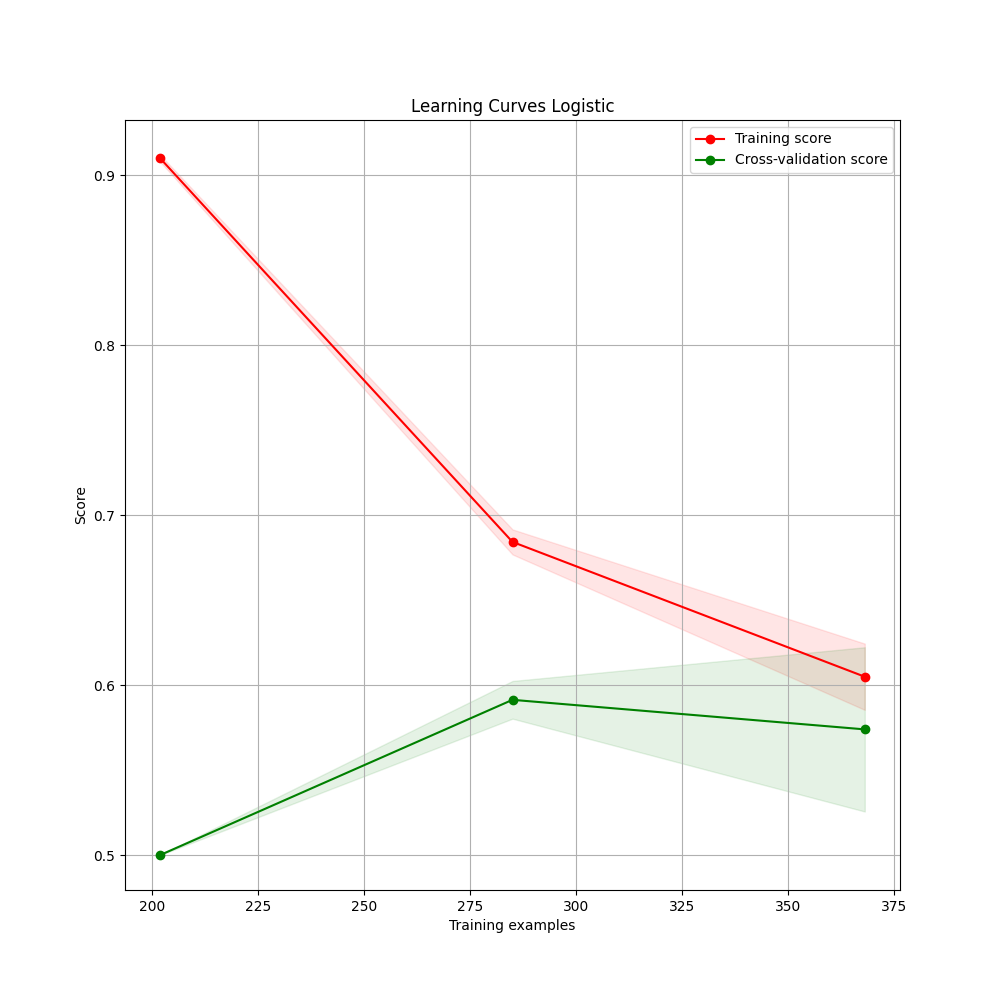 Learning Curves Logistic
Training score
Cross-validation score
0.9
0.8
0.7
0.6
0.5
Score
200 225 250 275 300 325 350 375
Training examples